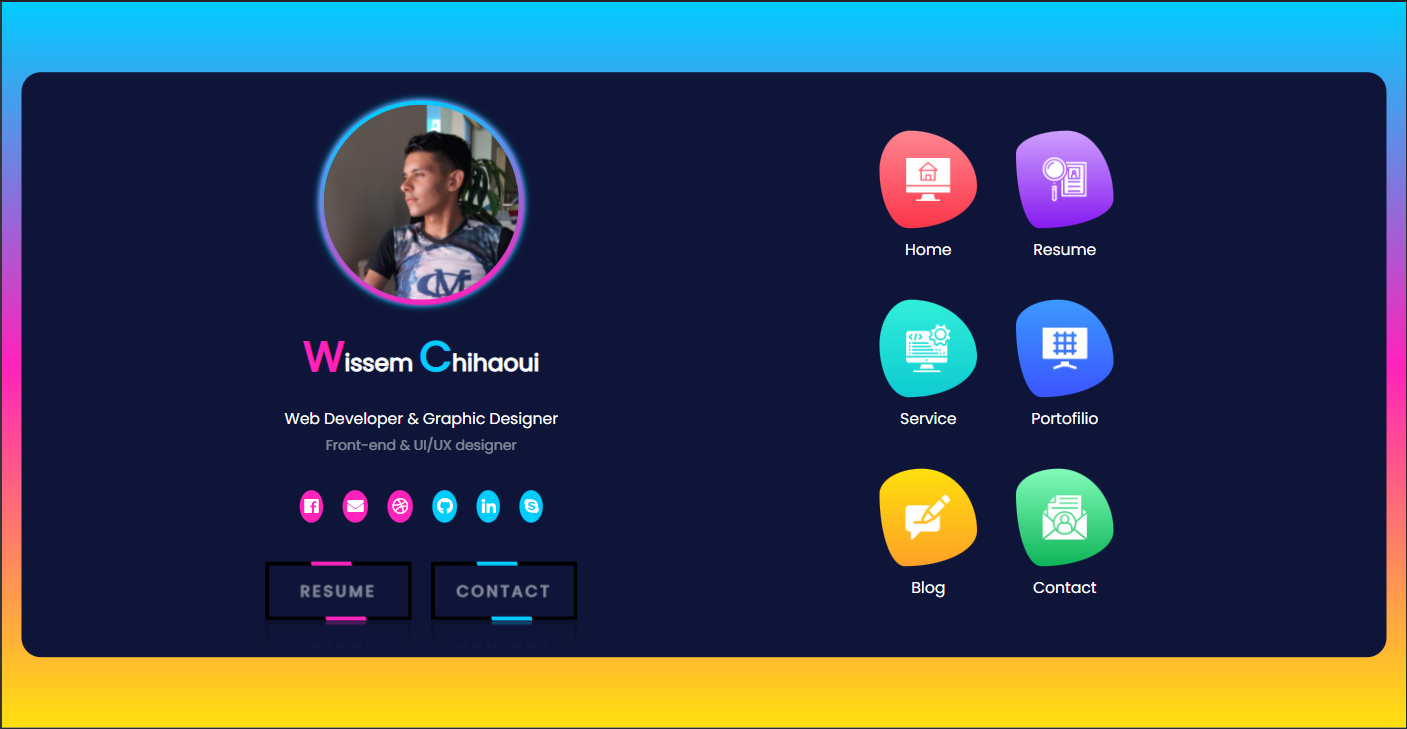 Wissem Chihaoui
Web Developer & Graphic Designer
Front-end & UI/UX designer
RESUME
CONTACT
Home
Resume
Service
Portofilio
Blog
Contact